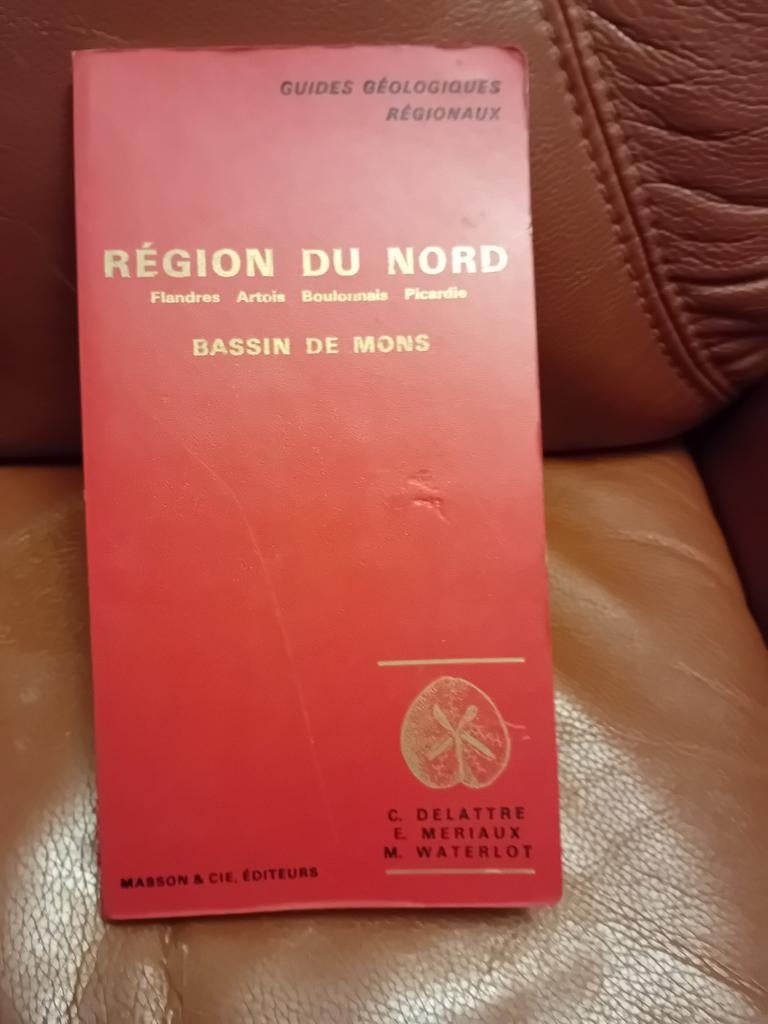 GUIDES GÉOLOGIQUES
RÉGIONAUX
RÉGION DU NORD
Flandres Artois Boulonnais Picardie
BASSIN DE MONS
C. DELATTRE
E. MERIAUX
M. WATERLOT
MASSON & CIE, ÉDITEURS